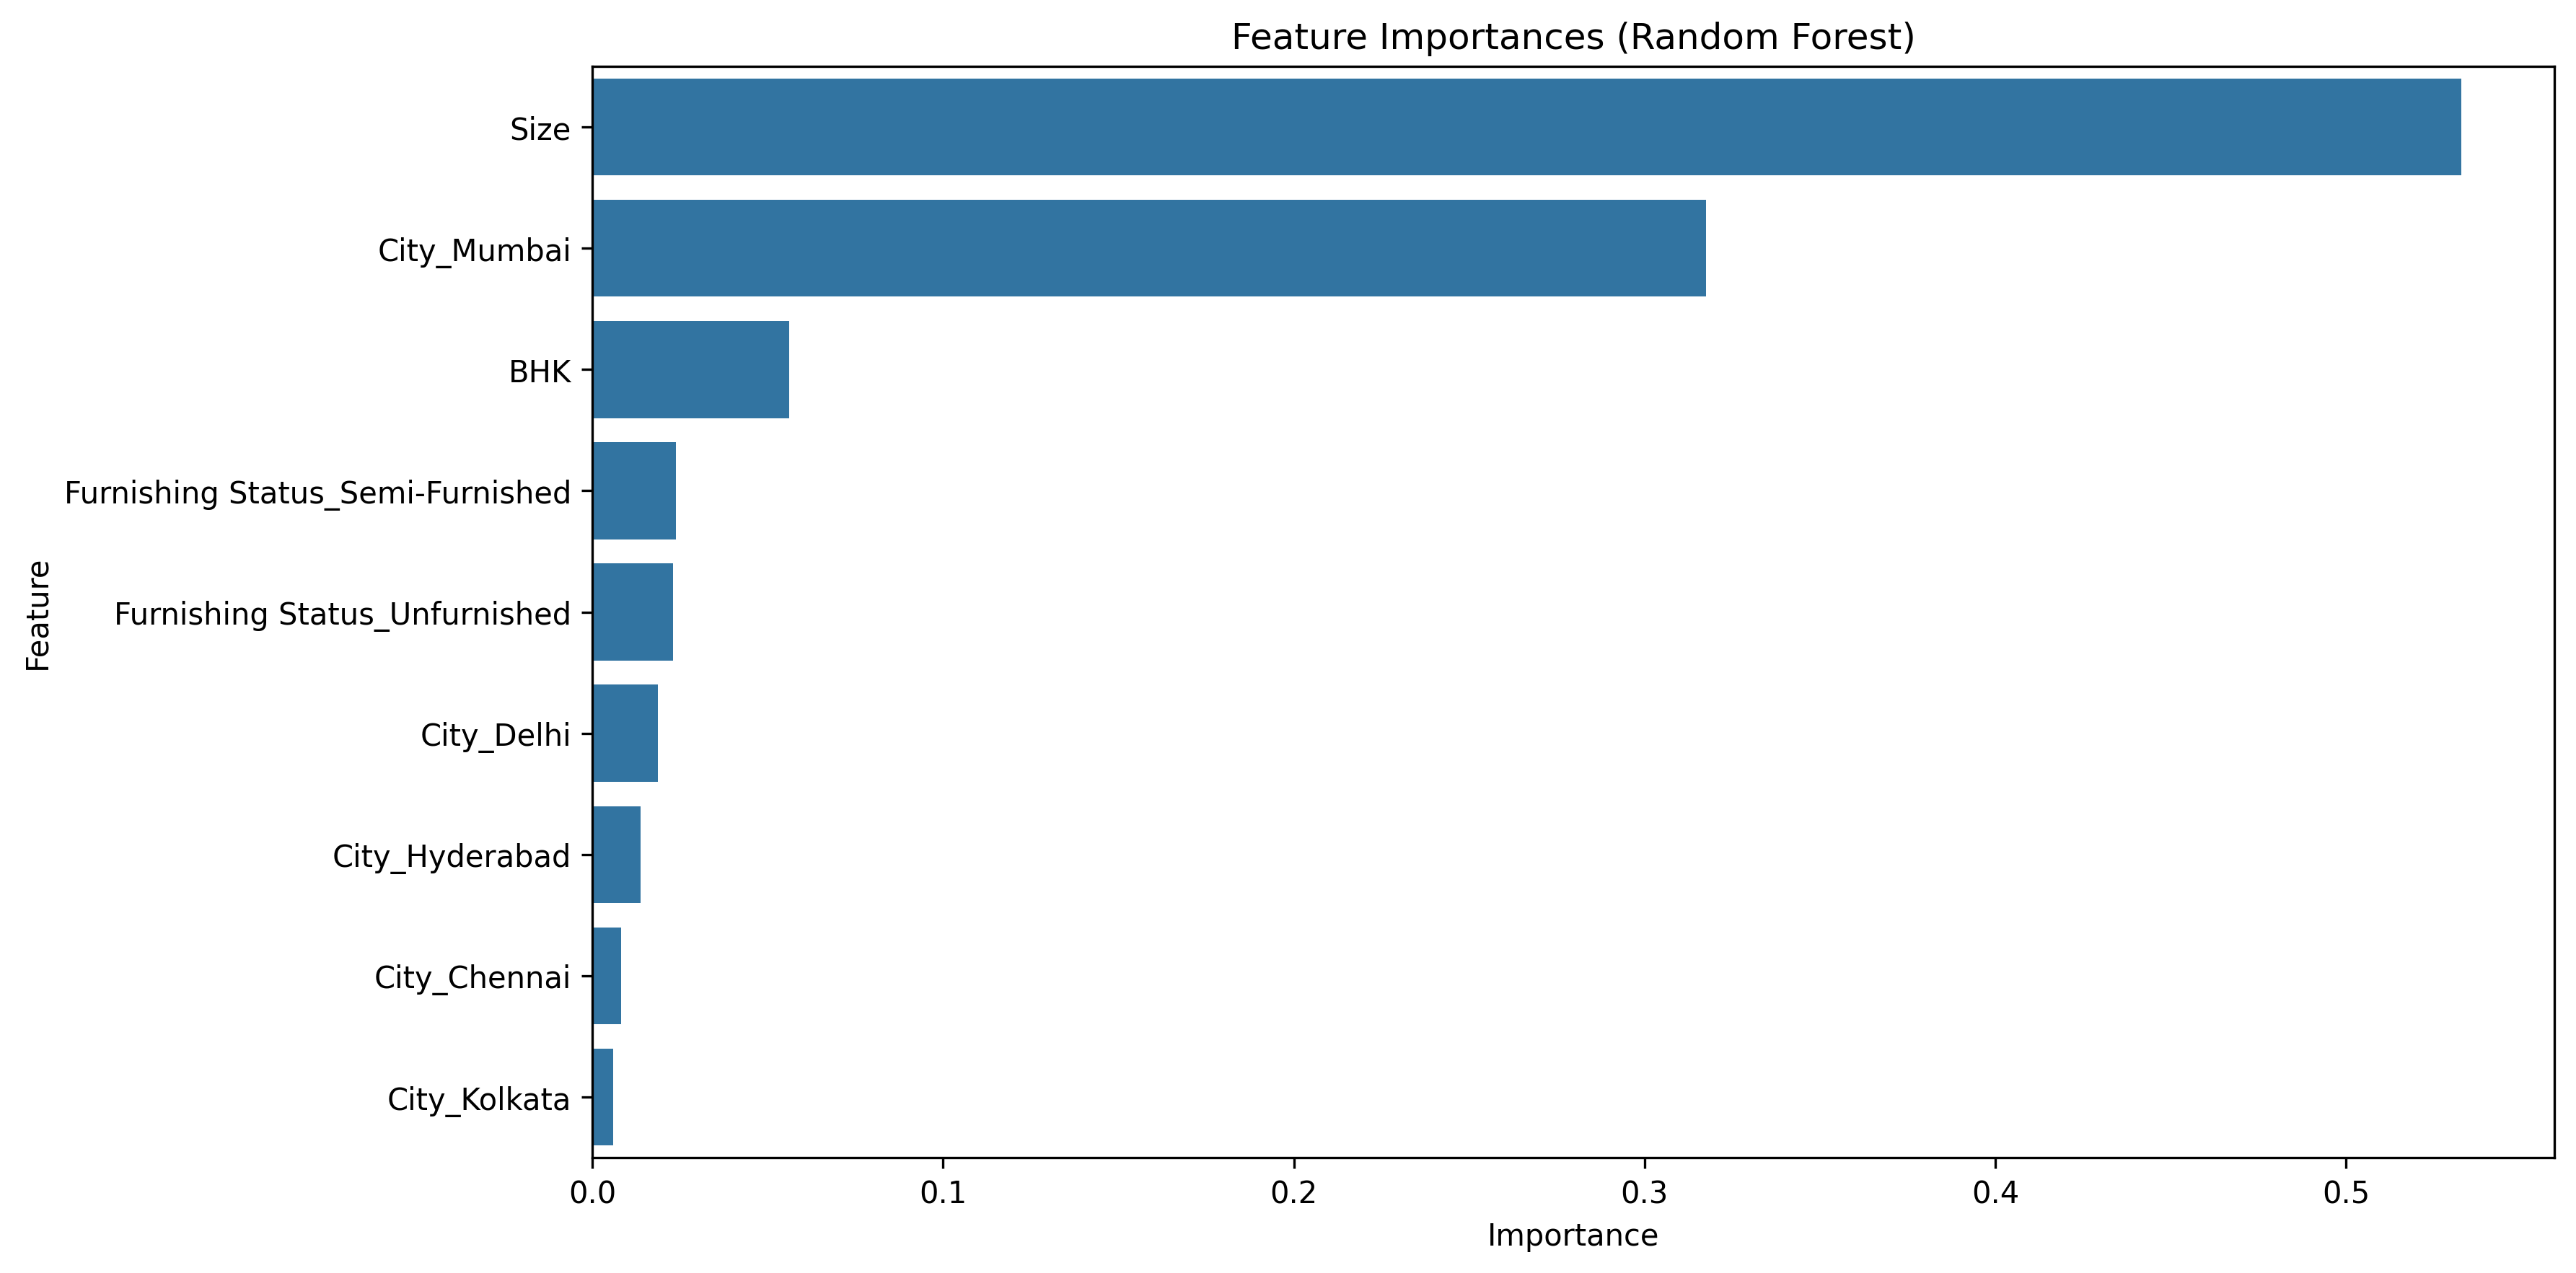 Feature Importances (Random Forest)
Feature
Size
City_Mumbai
BHK
Furnishing Status_Semi-Furnished
Furnishing Status_Unfurnished
City_Delhi
City_Hyderabad
City_Chennai
City_Kolkata
0.0 0.1 0.2 0.3 0.4 0.5
Importance